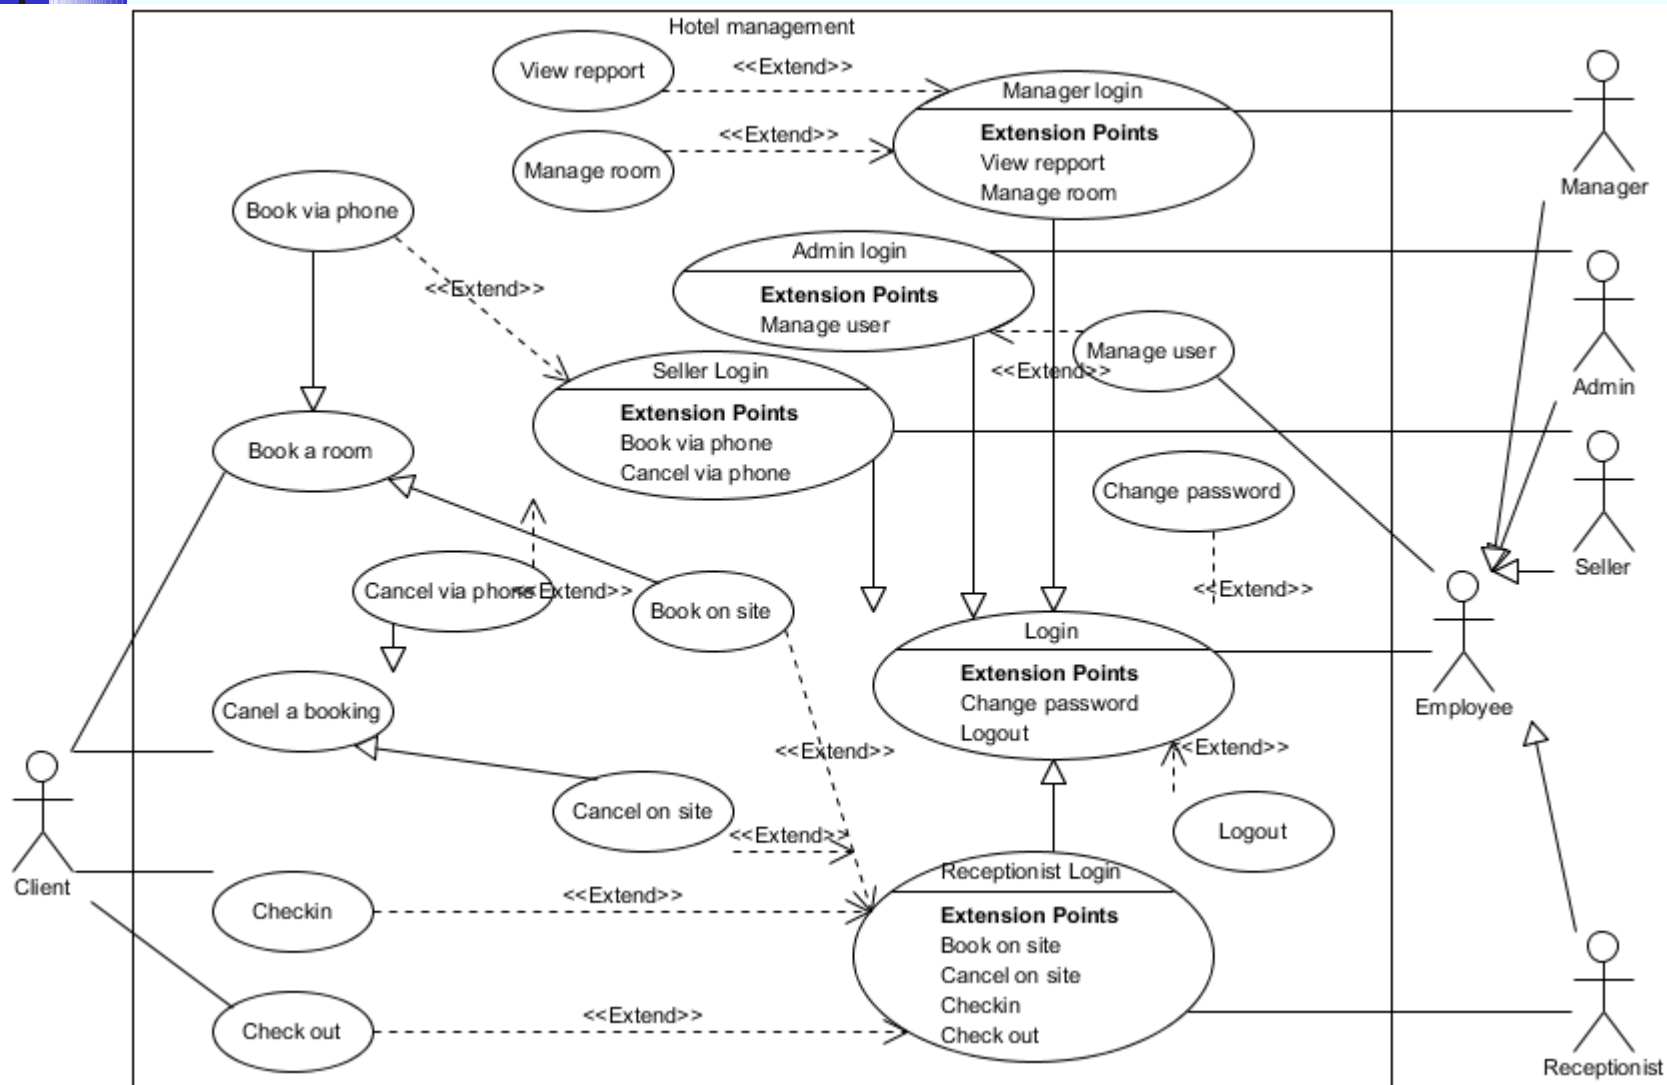 Hotel management
View repport
<<Extend>>
Manager login
Extension Points
View repport
Manage room
<<Extend>>
Manage room
Manager
Book via phone
<<Extend>>
Admin login
Extension Points
Manage user
Manage user
<<Extend>>
Admin
Seller Login
Extension Points
Book via phone
Cancel via phone
Book a room
Change password
<<Extend>>
Seller
Cancel via phone
<<Extend>>
Book on site
Login
Extension Points
Change password
Logout
Employee
Canel a booking
<<Extend>>
<<Extend>>
Cancel on site
<<Extend>>
Logout
Client
Checkin
<<Extend>>
Receptionist Login
Extension Points
Book on site
Cancel on site
Checkin
Check out
Check out
<<Extend>>
Receptionist